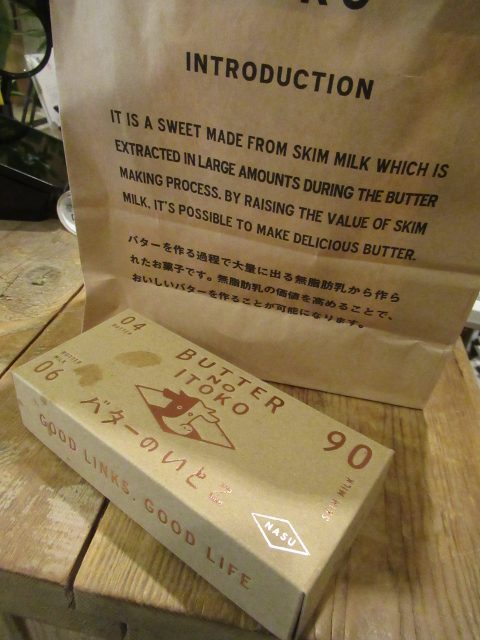 INTRODUCTION
IT IS A SWEET MADE FROM SKIM MILK WHICH IS
EXTRACTED IN LARGE AMOUNTS DURING THE BUTTER
MAKING PROCESS. BY RAISING THE VALUE OF SKIM
MILK, IT'S POSSIBLE TO MAKE DELICIOUS BUTTER.
バターを作る過程で大量に出る無脂肪乳から作ら
れたお菓子です。無脂肪乳の価値を高めることで、
おいしいバターを作ることが可能になります。
04
BUTTER
BUTTER
MILK
06
BUTTER
NO
ITOKO
バターのいとこ
90
SKIM MILK
NASU
GOOD LINKS. GOOD LIFE